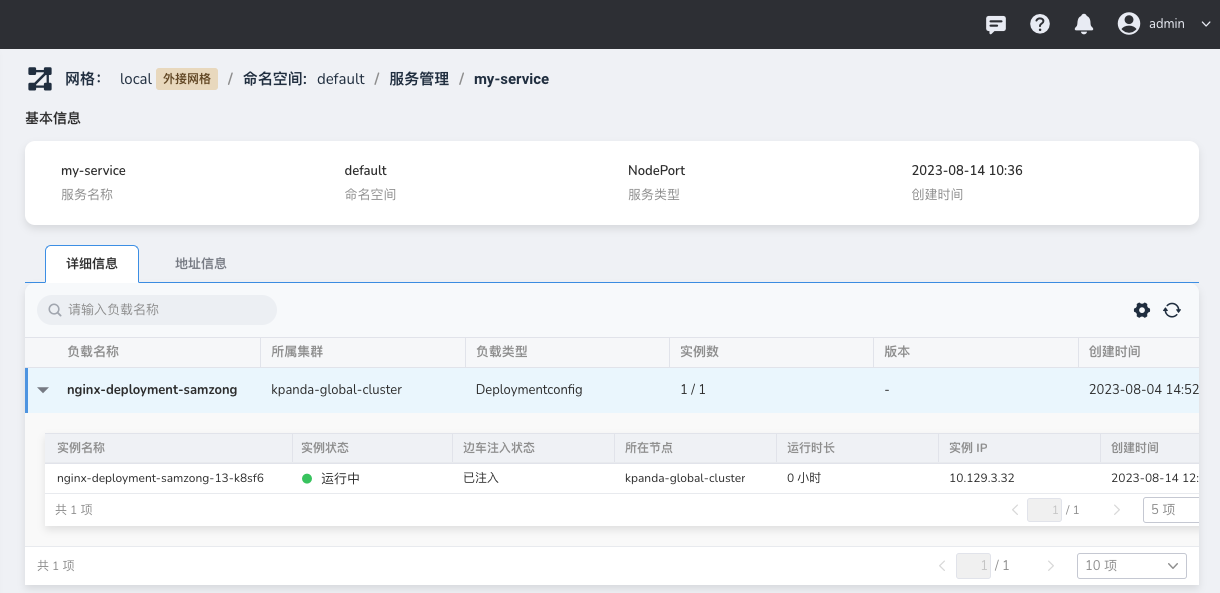 admin
网格： local 外接网格 / 命名空间: default / 服务管理 / my-service
基本信息
my-service default NodePort 2023-08-14 10:36
服务名称 命名空间 服务类型 创建时间
详细信息 地址信息
请输入负载名称
负载名称 所属集群 负载类型 实例数 版本 创建时间
nginx-deployment-samzong kpanda-global-cluster Deploymentconfig 1 / 1 - 2023-08-04 14:52
实例名称 实例状态 边车注入状态 所在节点 运行时长 实例 IP 创建时间
nginx-deployment-samzong-13-k8sf6 运行中 已注入 kpanda-global-cluster 0 小时 10.129.3.32 2023-08-14 12:
共 1 项 1 / 1 5 项
共 1 项 1 / 1 10 项